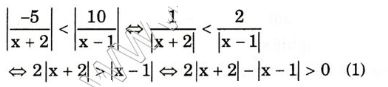 |-5/(x + 2)| < |10/(x - 1)| ⇔ 1/|x + 2| < 2/|x - 1|
⇔ 2|x + 2| > |x - 1| ⇔ 2|x + 2| - |x - 1| > 0 (1)